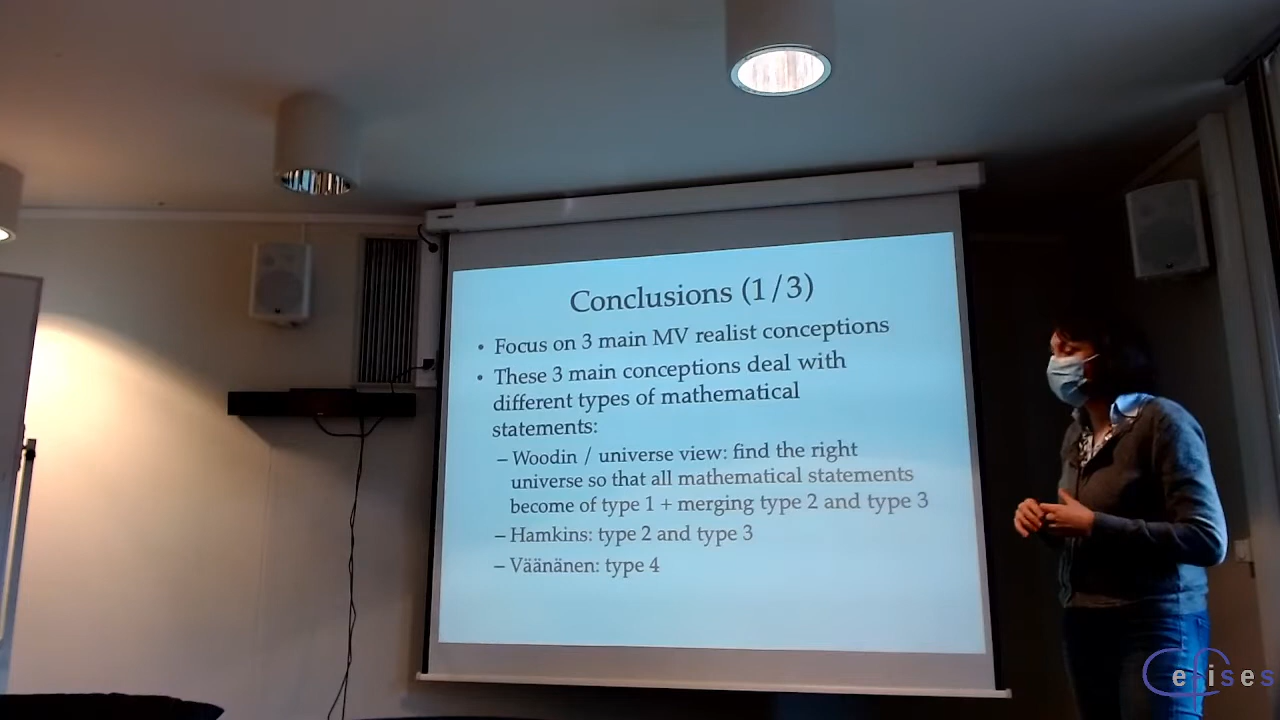 Conclusions (1/3)
• Focus on 3 main MV realist conceptions
• These 3 main conceptions deal with
different types of mathematical
statements:
– Woodin / universe view: find the right
universe so that all mathematical statements
become of type 1 + merging type 2 and type 3
– Hamkins: type 2 and type 3
– Väänänen: type 4
Cefises